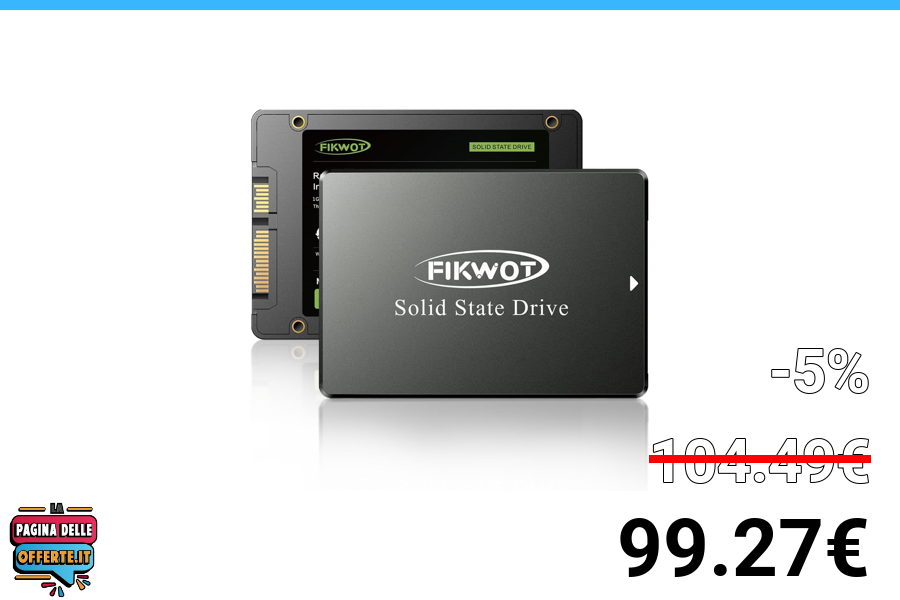 FIKWOT
SOLID STATE DRIVE
FIKWOT
Solid State Drive
-5%
104.49€
99.27€
LA
PAGINA DELLE
OFFERTE.IT